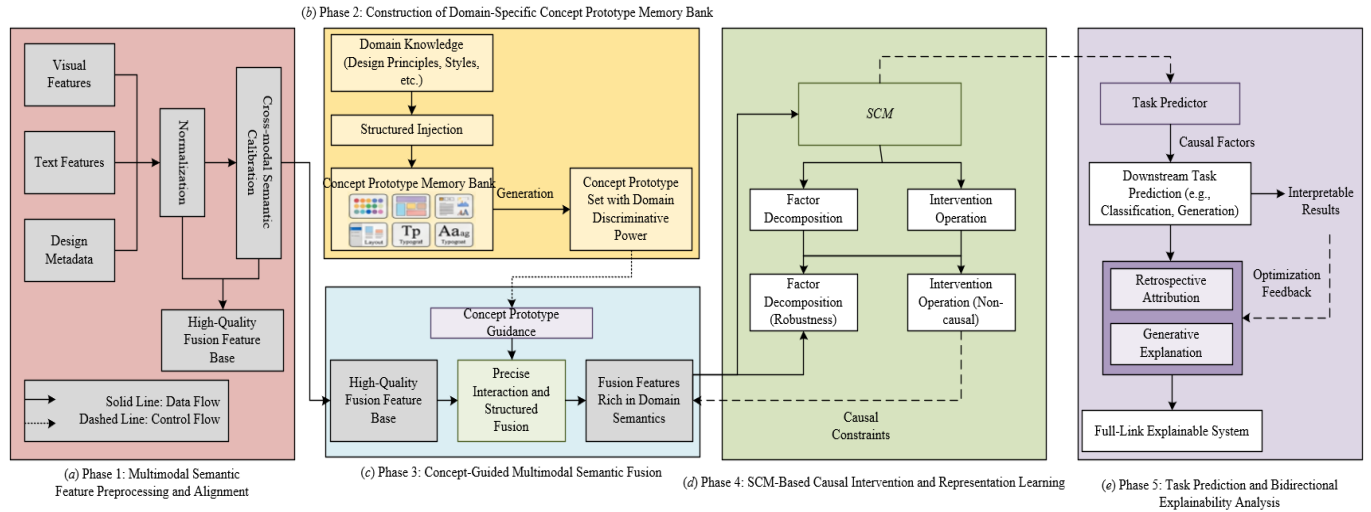 (b) Phase 2: Construction of Domain-Specific Concept Prototype Memory Bank
Visual
Features
Text Features
Design
Metadata
Normalization
Cross-modal Semantic
Calibration
High-Quality
Fusion Feature
Base
Solid Line: Data Flow
Dashed Line: Control Flow
(a) Phase 1: Multimodal Semantic
Feature Preprocessing and Alignment
Domain Knowledge
(Design Principles, Styles,
etc.)
Structured Injection
Concept Prototype Memory Bank
AA
Layout
Tp
Typograt
Aaag
Typograt
Generation
Concept Prototype
Set with Domain
Discriminative
Power
Concept Prototype
Guidance
High-Quality
Fusion Feature
Base
Precise
Interaction and
Structured
Fusion
Fusion Features
Rich in Domain
Semantics
(c) Phase 3: Concept-Guided Multimodal Semantic Fusion
SCM
Factor
Decomposition
Intervention
Operation
Factor
Decomposition
(Robustness)
Intervention
Operation (Non-
causal)
Causal
Constraints
(d) Phase 4: SCM-Based Causal Intervention and Representation Learning
Task Predictor
Causal Factors
Downstream Task
Prediction (e.g.,
Classification, Generation)
Interpretable
Results
Retrospective
Attribution
Generative
Explanation
Optimization
Feedback
Full-Link Explainable System
(e) Phase 5: Task Prediction and Bidirectional
Explainability Analysis